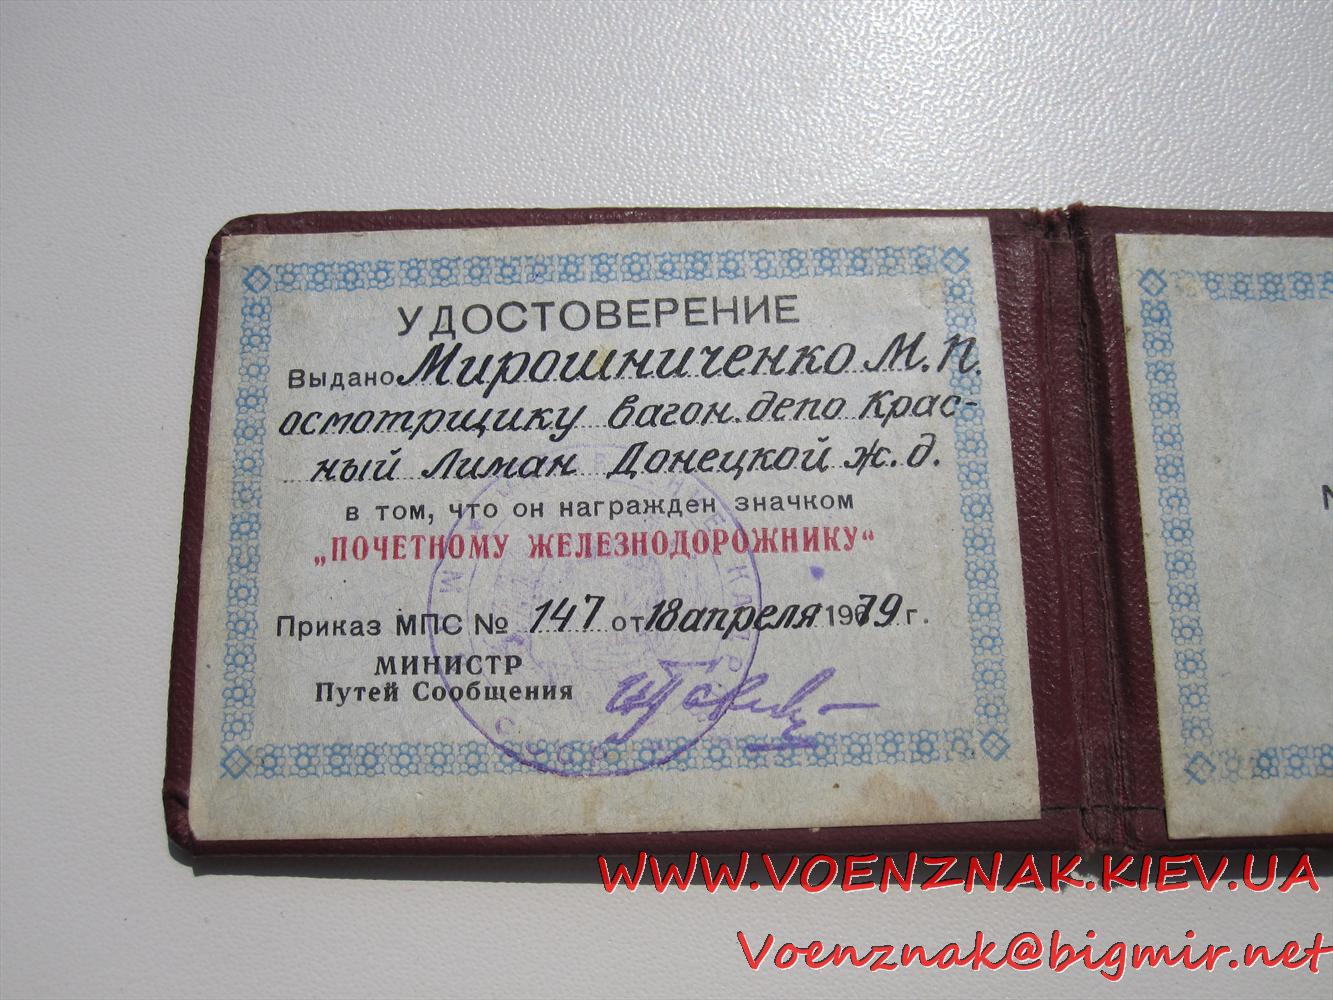 УДОСТОВЕРЕНИЕ
Выдано Мирошниченко М.П.
осмотрщику вагон. депо Крас-
ный Лиман Донецкой ж.д.
в том, что он награжден значком
„ПОЧЕТНОМУ ЖЕЛЕЗНОДОРОЖНИКУ“
Приказ МПС № 147 от 18 апреля 1979 г.
МИНИСТР
Путей Сообщения
WWW.VOENZNAK.KIEV.UA
Voenznak@bigmir.net